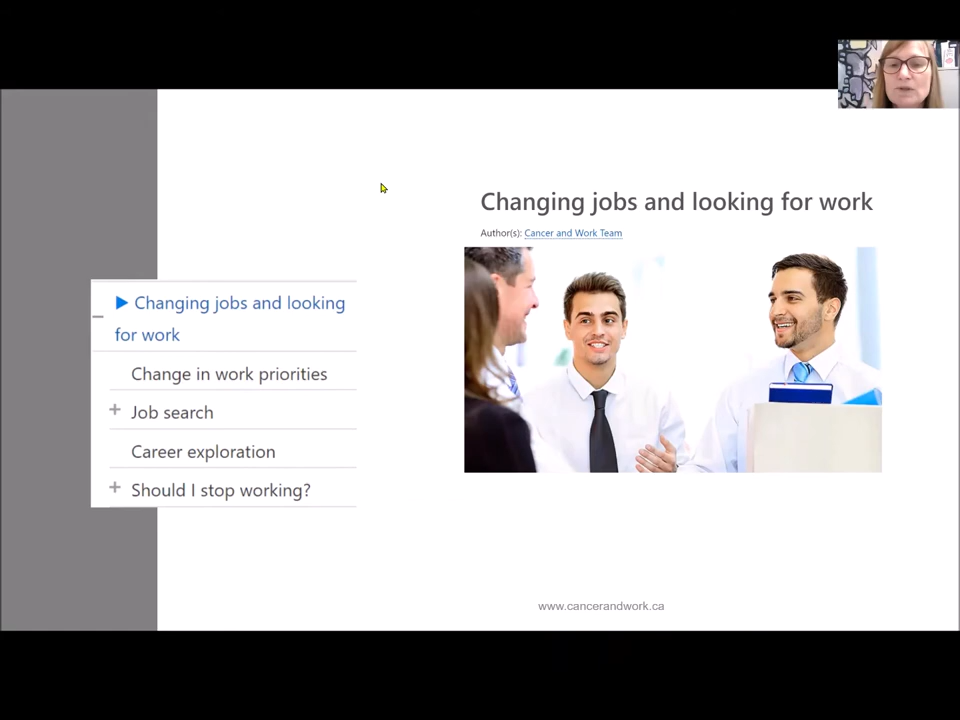 Changing jobs and looking for work
Author(s): Cancer and Work Team
▶ Changing jobs and looking
for work
Change in work priorities
+ Job search
Career exploration
+ Should I stop working?
www.cancerandwork.ca